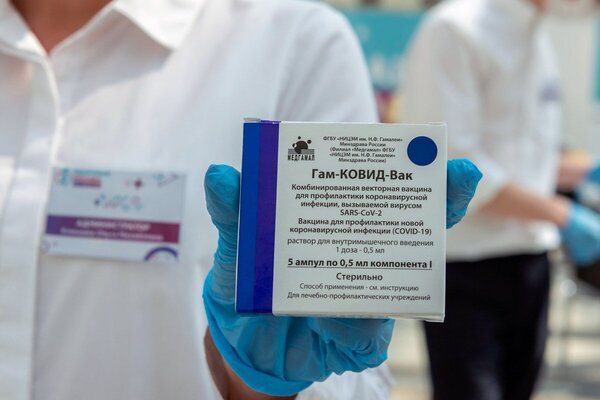 ФГБУ «НИЦЭМ им. Н.Ф. Гамалеи»
Минздрава России
(Филиал «Медгамал» ФГБУ
«НИЦЭМ им. Н.Ф. Гамалеи»
Минздрава России)
МЕДГАМАЛ
Гам-КОВИД-Вак
Комбинированная векторная вакцина
для профилактики коронавирусной
инфекции, вызываемой вирусом
SARS-CoV-2
Вакцина для профилактики новой
коронавирусной инфекции (COVID-19)
раствор для внутримышечного введения
1 доза - 0,5 мл
5 ампул по 0,5 мл компонента I
Стерильно
Способ применения - см. инструкцию
Для лечебно-профилактических учреждений
АДМИНИСТРАТОР